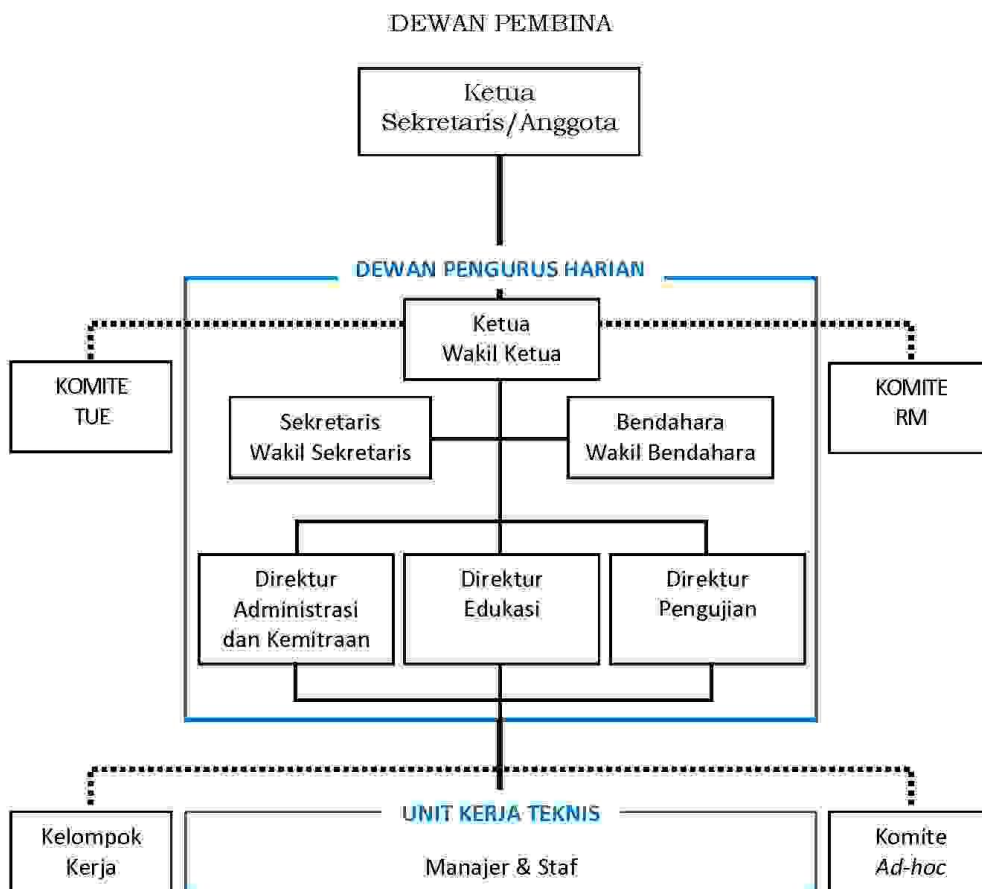 DEWAN PEMBINA
Ketua
Sekretaris/Anggota
DEWAN PENGURUS HARIAN
Ketua
Wakil Ketua
KOMITE
TUE
KOMITE
RM
Sekretaris
Wakil Sekretaris
Bendahara
Wakil Bendahara
Direktur
Administrasi
dan Kemitraan
Direktur
Edukasi
Direktur
Pengujian
UNIT KERJA TEKNIS
Kelompok
Kerja
Manajer & Staf
Komite
Ad-hoc